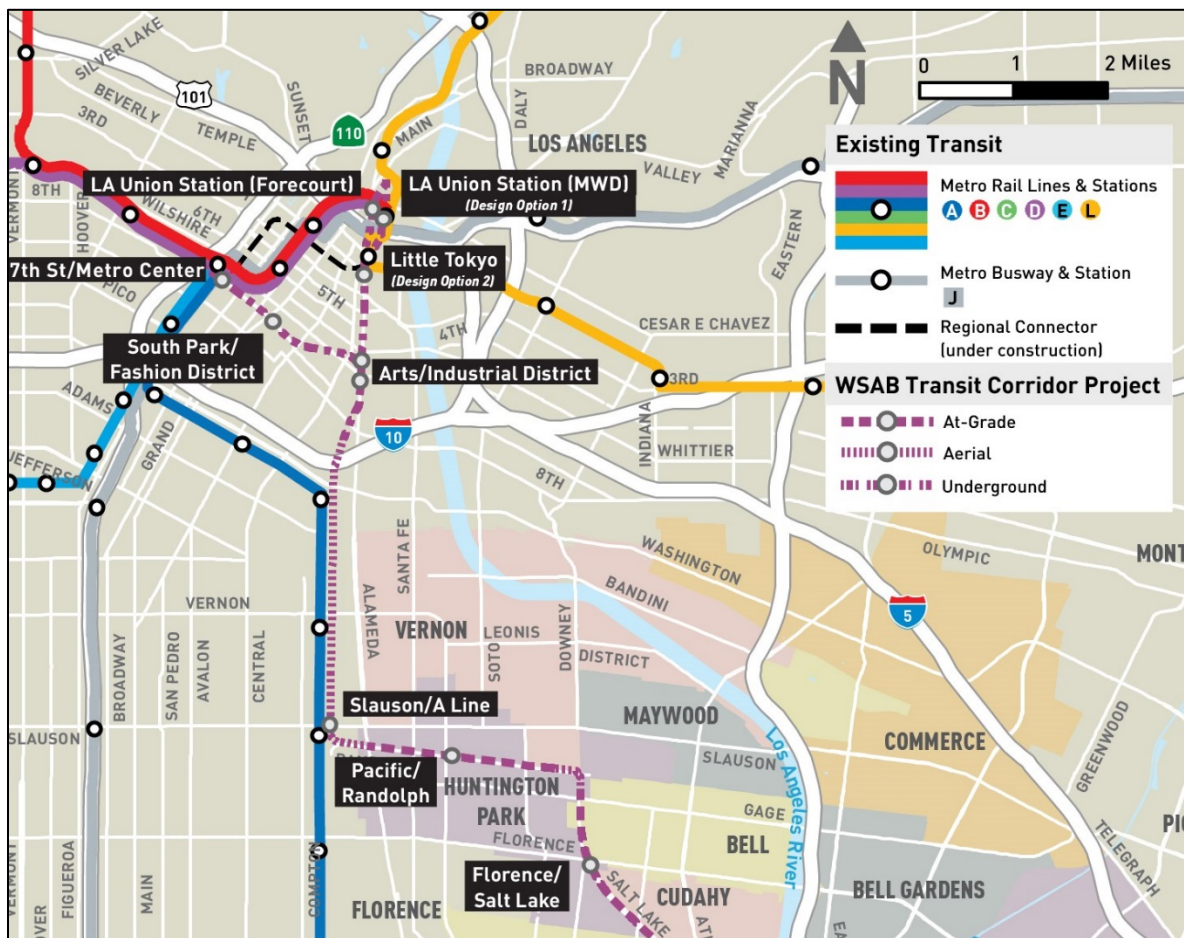 SILVER LAKE
101
BEVERLY
3RD
TEMPLE
SUNSET
110
MAIN
BROADWAY
DALY
LOS ANGELES
VALLEY
MARIANNA
EASTERN
N
0 1 2 Miles
Existing Transit
Metro Rail Lines & Stations
A B C D E L
Metro Busway & Station
J
Regional Connector
(under construction)
WSAB Transit Corridor Project
At-Grade
Aerial
Underground
VERMONT
8TH
HOOVER
WILSHIRE
6TH
LA Union Station (Forecourt)
LA Union Station (MWD)
(Design Option 1)
7th St/Metro Center
Little Tokyo
(Design Option 2)
PICO
5TH
4TH
CESAR E CHAVEZ
South Park/
Fashion District
Arts/Industrial District
3RD
INDIANA
WHITTIER
ADAMS
GRAND
JEFFERSON
10
8TH
WASHINGTON
OLYMPIC
MONT
SANTA FE
BANDINI
5
VERNON
ALAMEDA
VERNON
LEONIS
SOTO
DOWNEY
DISTRICT
BROADWAY
SAN PEDRO
AVALON
CENTRAL
Slauson/A Line
SLAUSON
MAYWOOD
SLAUSON
COMMERCE
GREENWOOD
Los Angeles River
Pacific/
Randolph
HUNTINGTON
PARK
GAGE
BELL
TELEGRAPH
PIC
FLORENCE
Florence/
Salt Lake
SALT LAKE
CUDAHY
BELL GARDENS
VERMONT
OVER
FIGUEROA
MAIN
COMPTON
FLORENCE